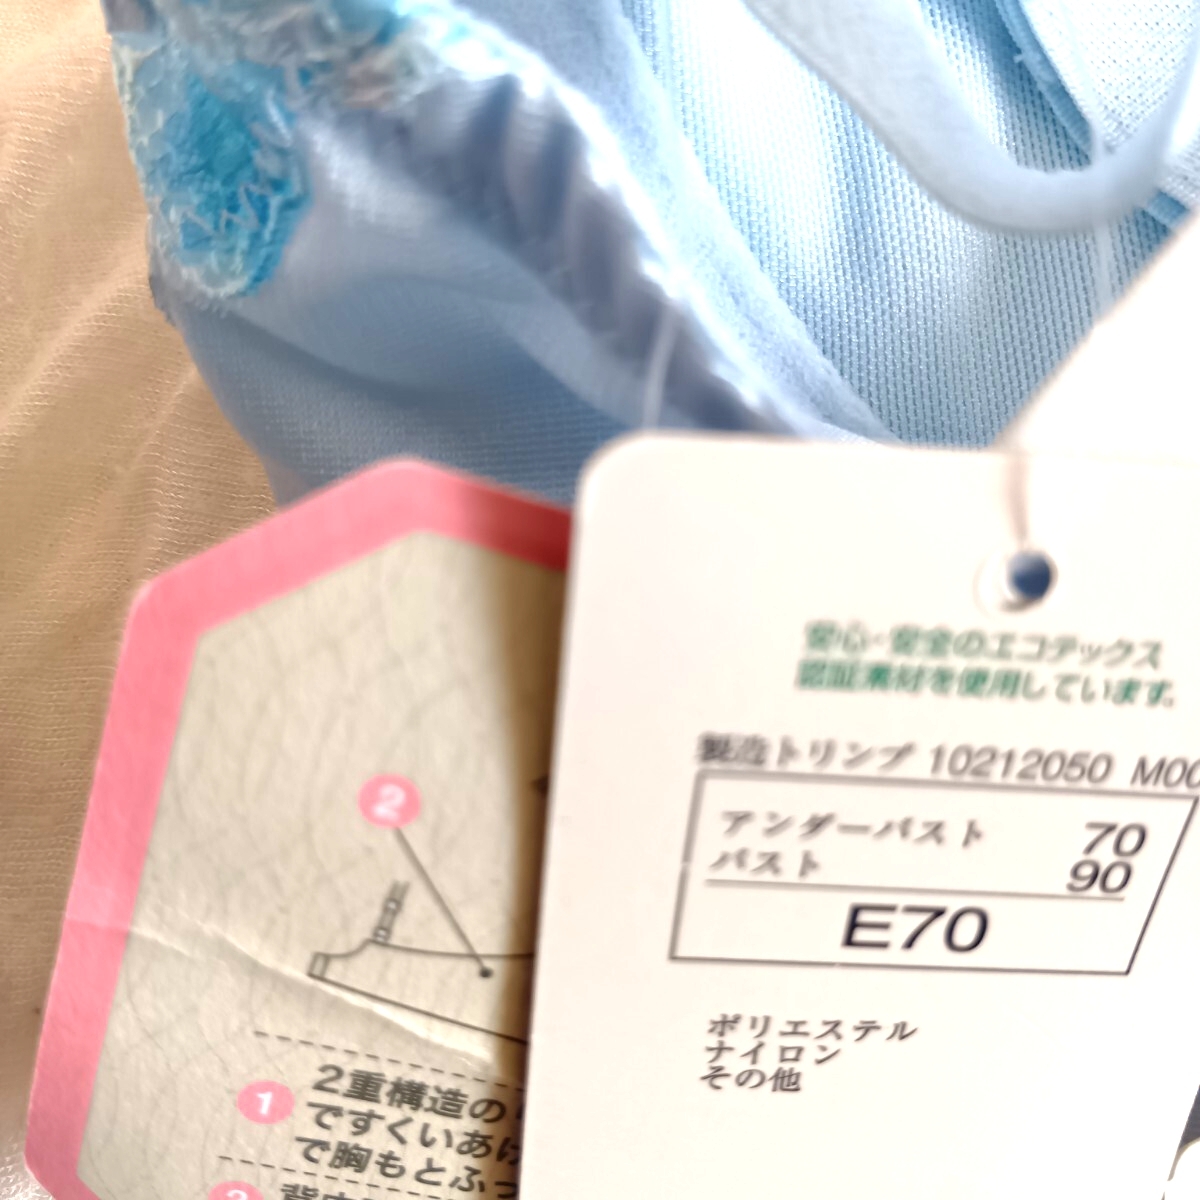 安心・安全のエコテックス
認証素材を使用しています。
製造トリンプ 10212050 M00
アンダーバスト 70
バスト 90
E70
ポリエステル
ナイロン
その他
2
1 2重構造の
ですくいあげ
で胸もとふっ
2